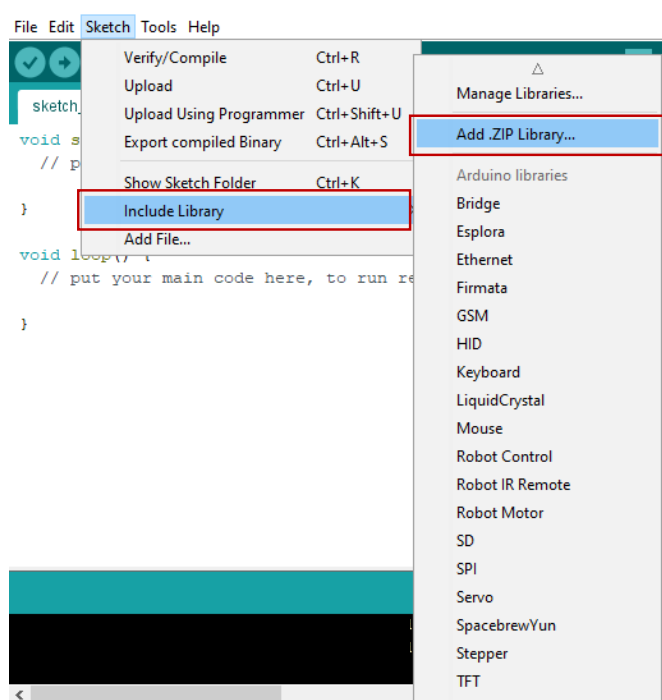 File Edit Sketch Tools Help
Verify/Compile Ctrl+R
Upload Ctrl+U
Upload Using Programmer Ctrl+Shift+U
Export compiled Binary Ctrl+Alt+S
Show Sketch Folder Ctrl+K
Include Library
Add File...
sketch_
void s
// p
}
void loop() {
// put your main code here, to run re
}
Manage Libraries...
Add .ZIP Library...
Arduino libraries
Bridge
Esplora
Ethernet
Firmata
GSM
HID
Keyboard
LiquidCrystal
Mouse
Robot Control
Robot IR Remote
Robot Motor
SD
SPI
Servo
SpacebrewYun
Stepper
TFT